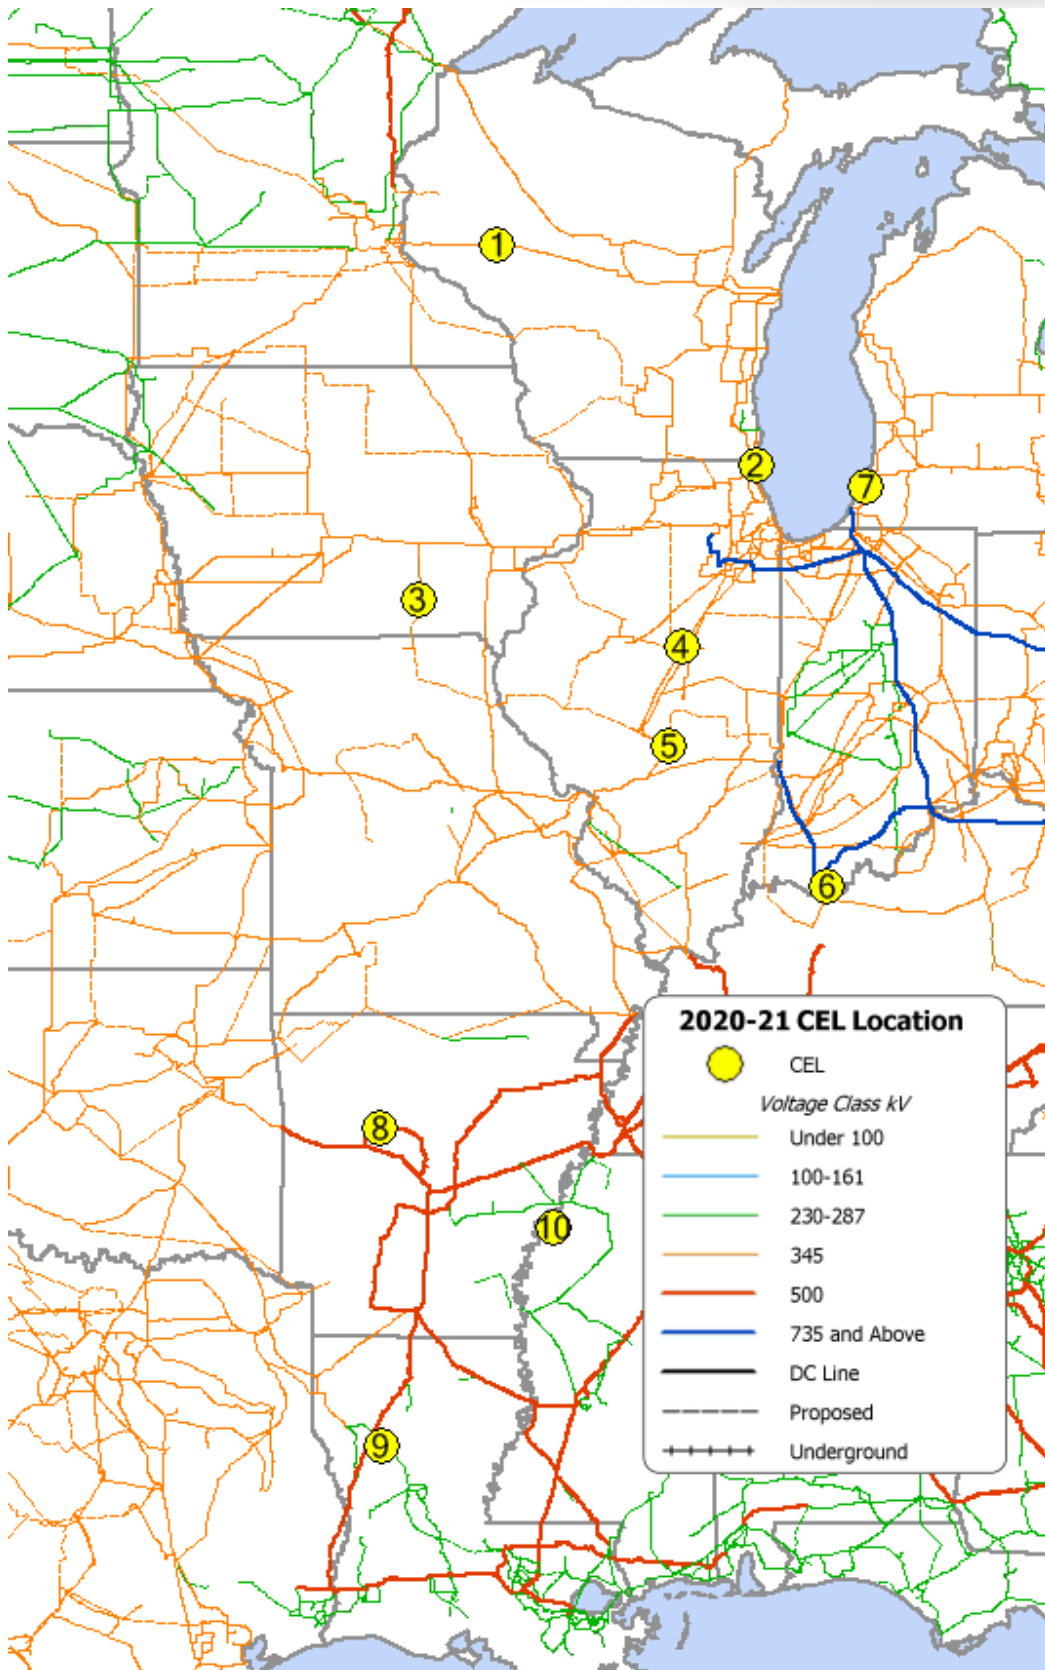 1
2
7
3
4
5
6
2020-21 CEL Location
CEL
Voltage Class kV
Under 100
100-161
230-287
345
500
735 and Above
DC Line
Proposed
Underground
8
10
9